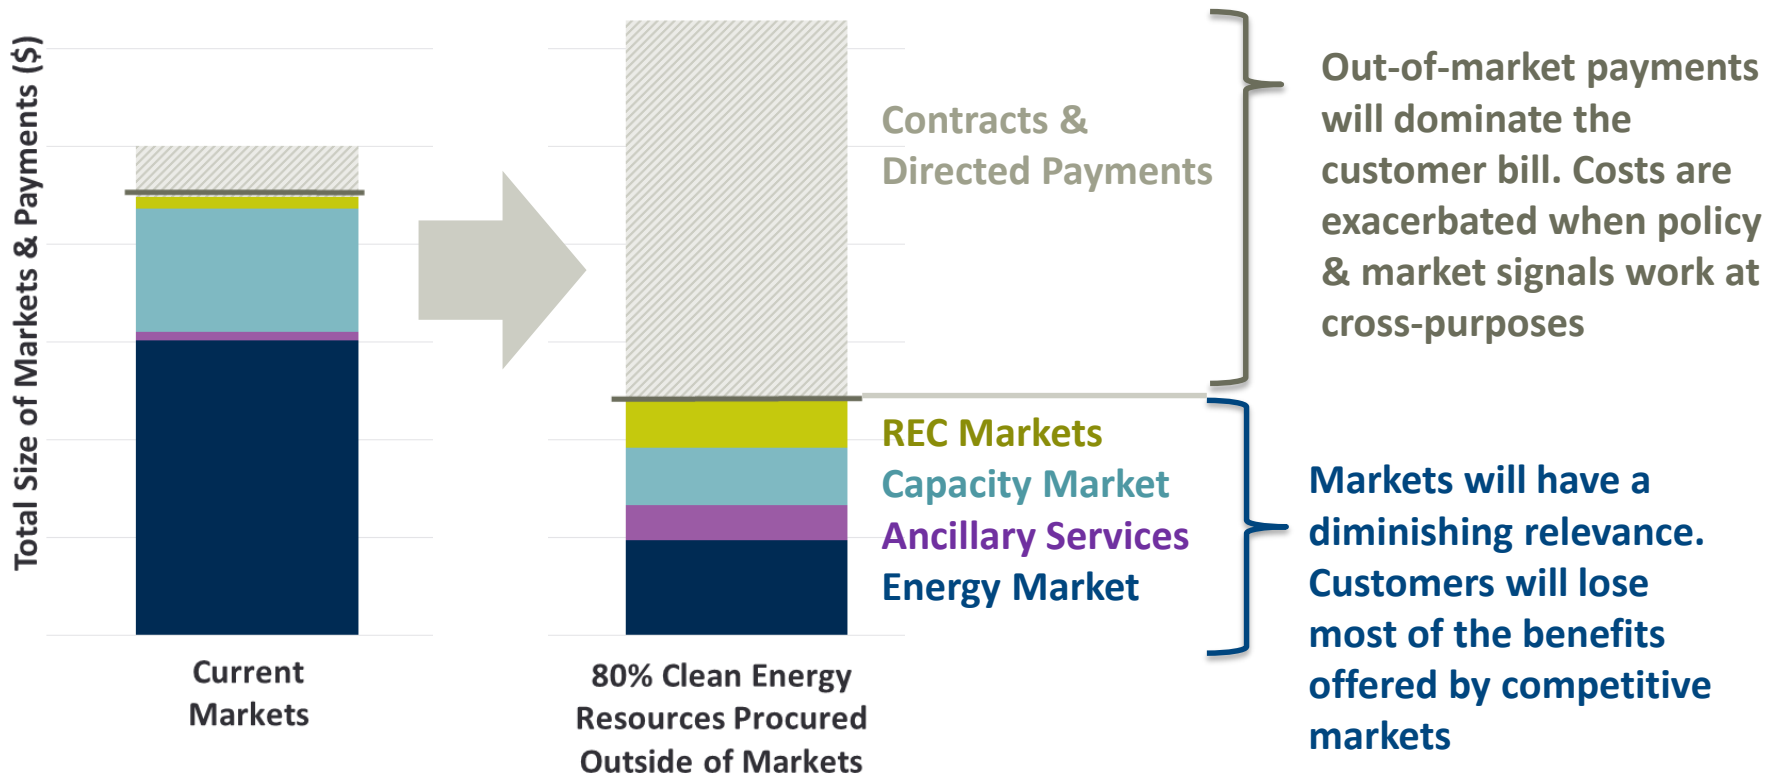 Total Size of Markets & Payments ($)
Current
Markets
80% Clean Energy
Resources Procured
Outside of Markets
Contracts &
Directed Payments
REC Markets
Capacity Market
Ancillary Services
Energy Market
Out-of-market payments
will dominate the
customer bill. Costs are
exacerbated when policy
& market signals work at
cross-purposes
Markets will have a
diminishing relevance.
Customers will lose
most of the benefits
offered by competitive
markets